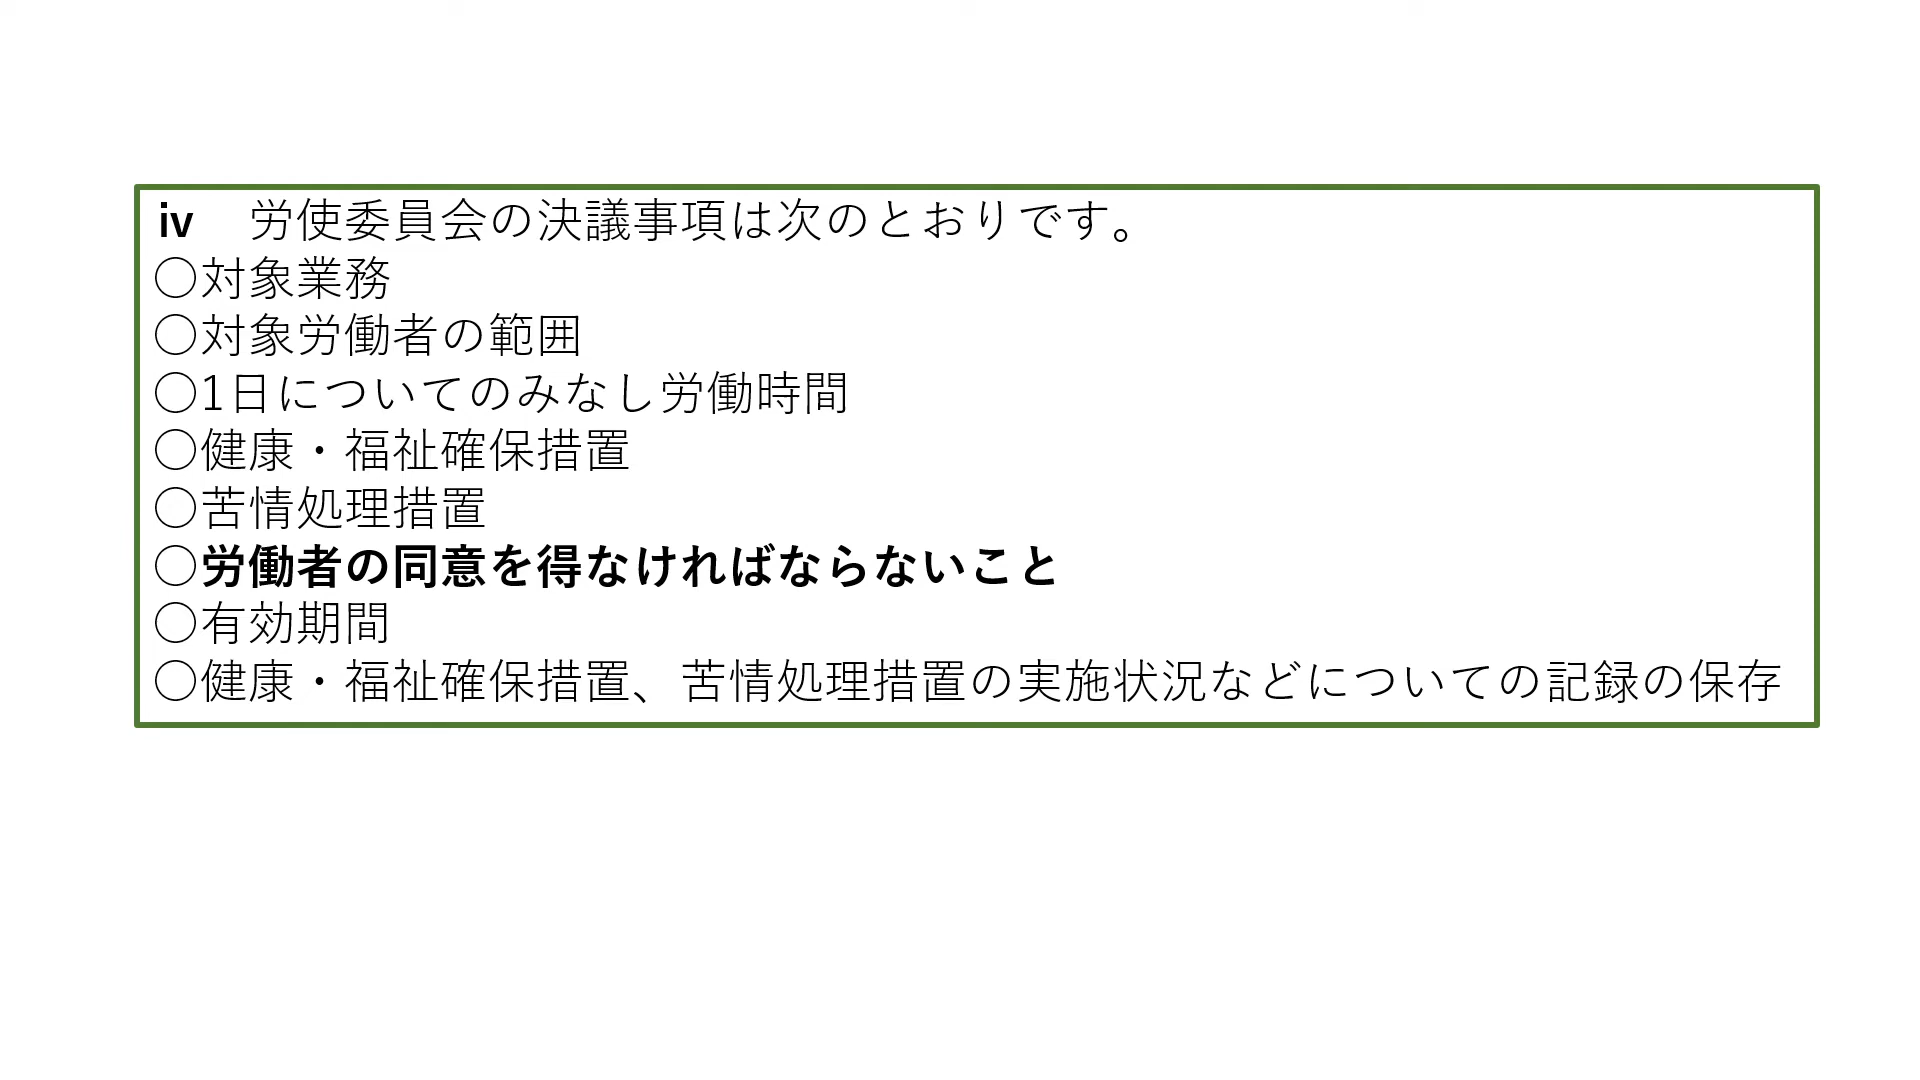 iv　労使委員会の決議事項は次のとおりです。
○対象業務
○対象労働者の範囲
○1日についてのみなし労働時間
○健康・福祉確保措置
○苦情処理措置
○労働者の同意を得なければならないこと
○有効期間
○健康・福祉確保措置、苦情処理措置の実施状況などについての記録の保存